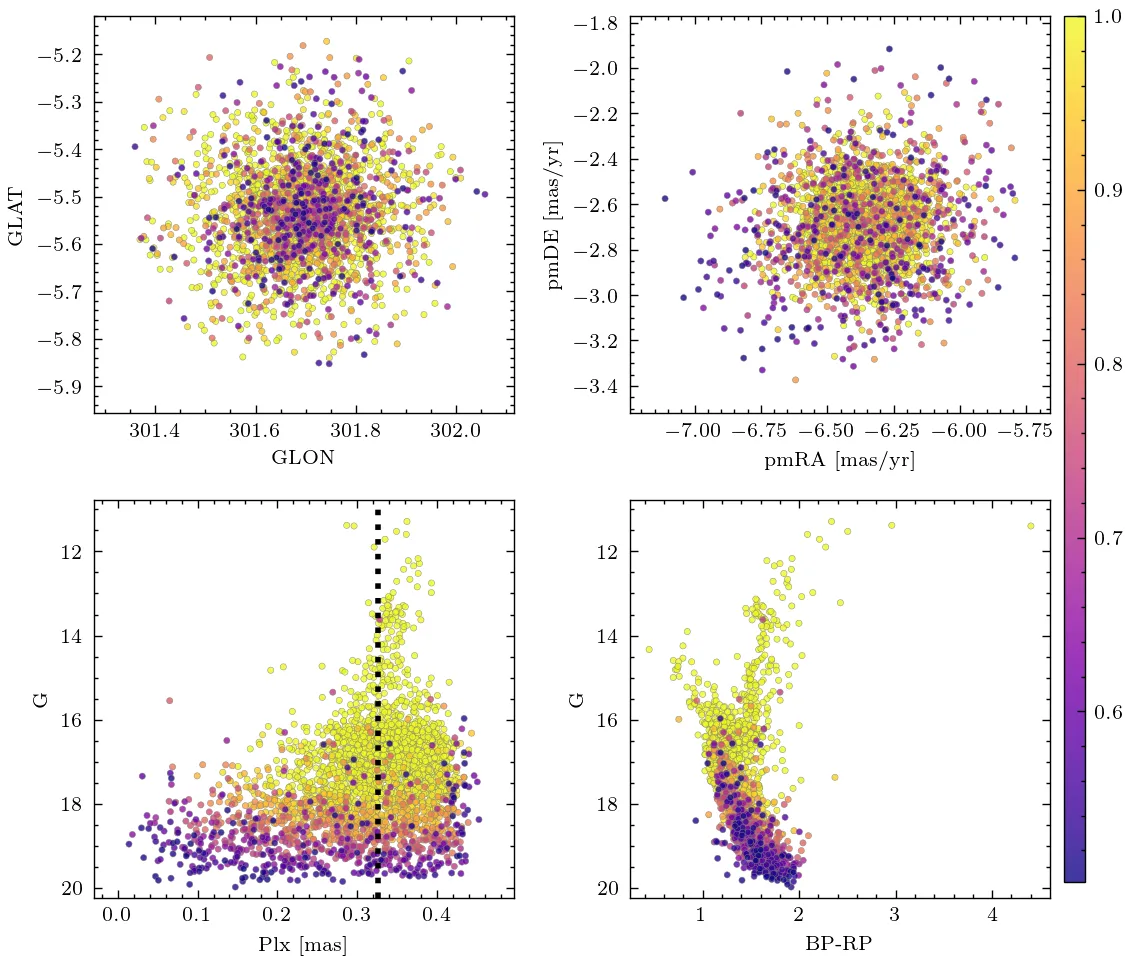 −5.2
−5.3
−5.4
−5.5
−5.6
−5.7
−5.8
−5.9
GLAT
301.4 301.6 301.8 302.0
GLON
−1.8
−2.0
−2.2
−2.4
−2.6
−2.8
−3.0
−3.2
−3.4
pmDE [mas/yr]
−7.00 −6.75 −6.50 −6.25 −6.00 −5.75
pmRA [mas/yr]
12
14
16
18
20
G
0.0 0.1 0.2 0.3 0.4
Plx [mas]
12
14
16
18
20
G
1 2 3 4
BP-RP
1.0
0.9
0.8
0.7
0.6